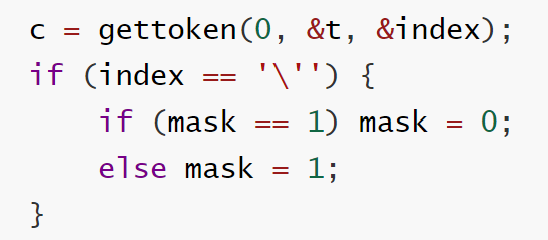 c = gettoken(0, &t, &index);
if (index == '\'') {
    if (mask == 1) mask = 0;
    else mask = 1;
}